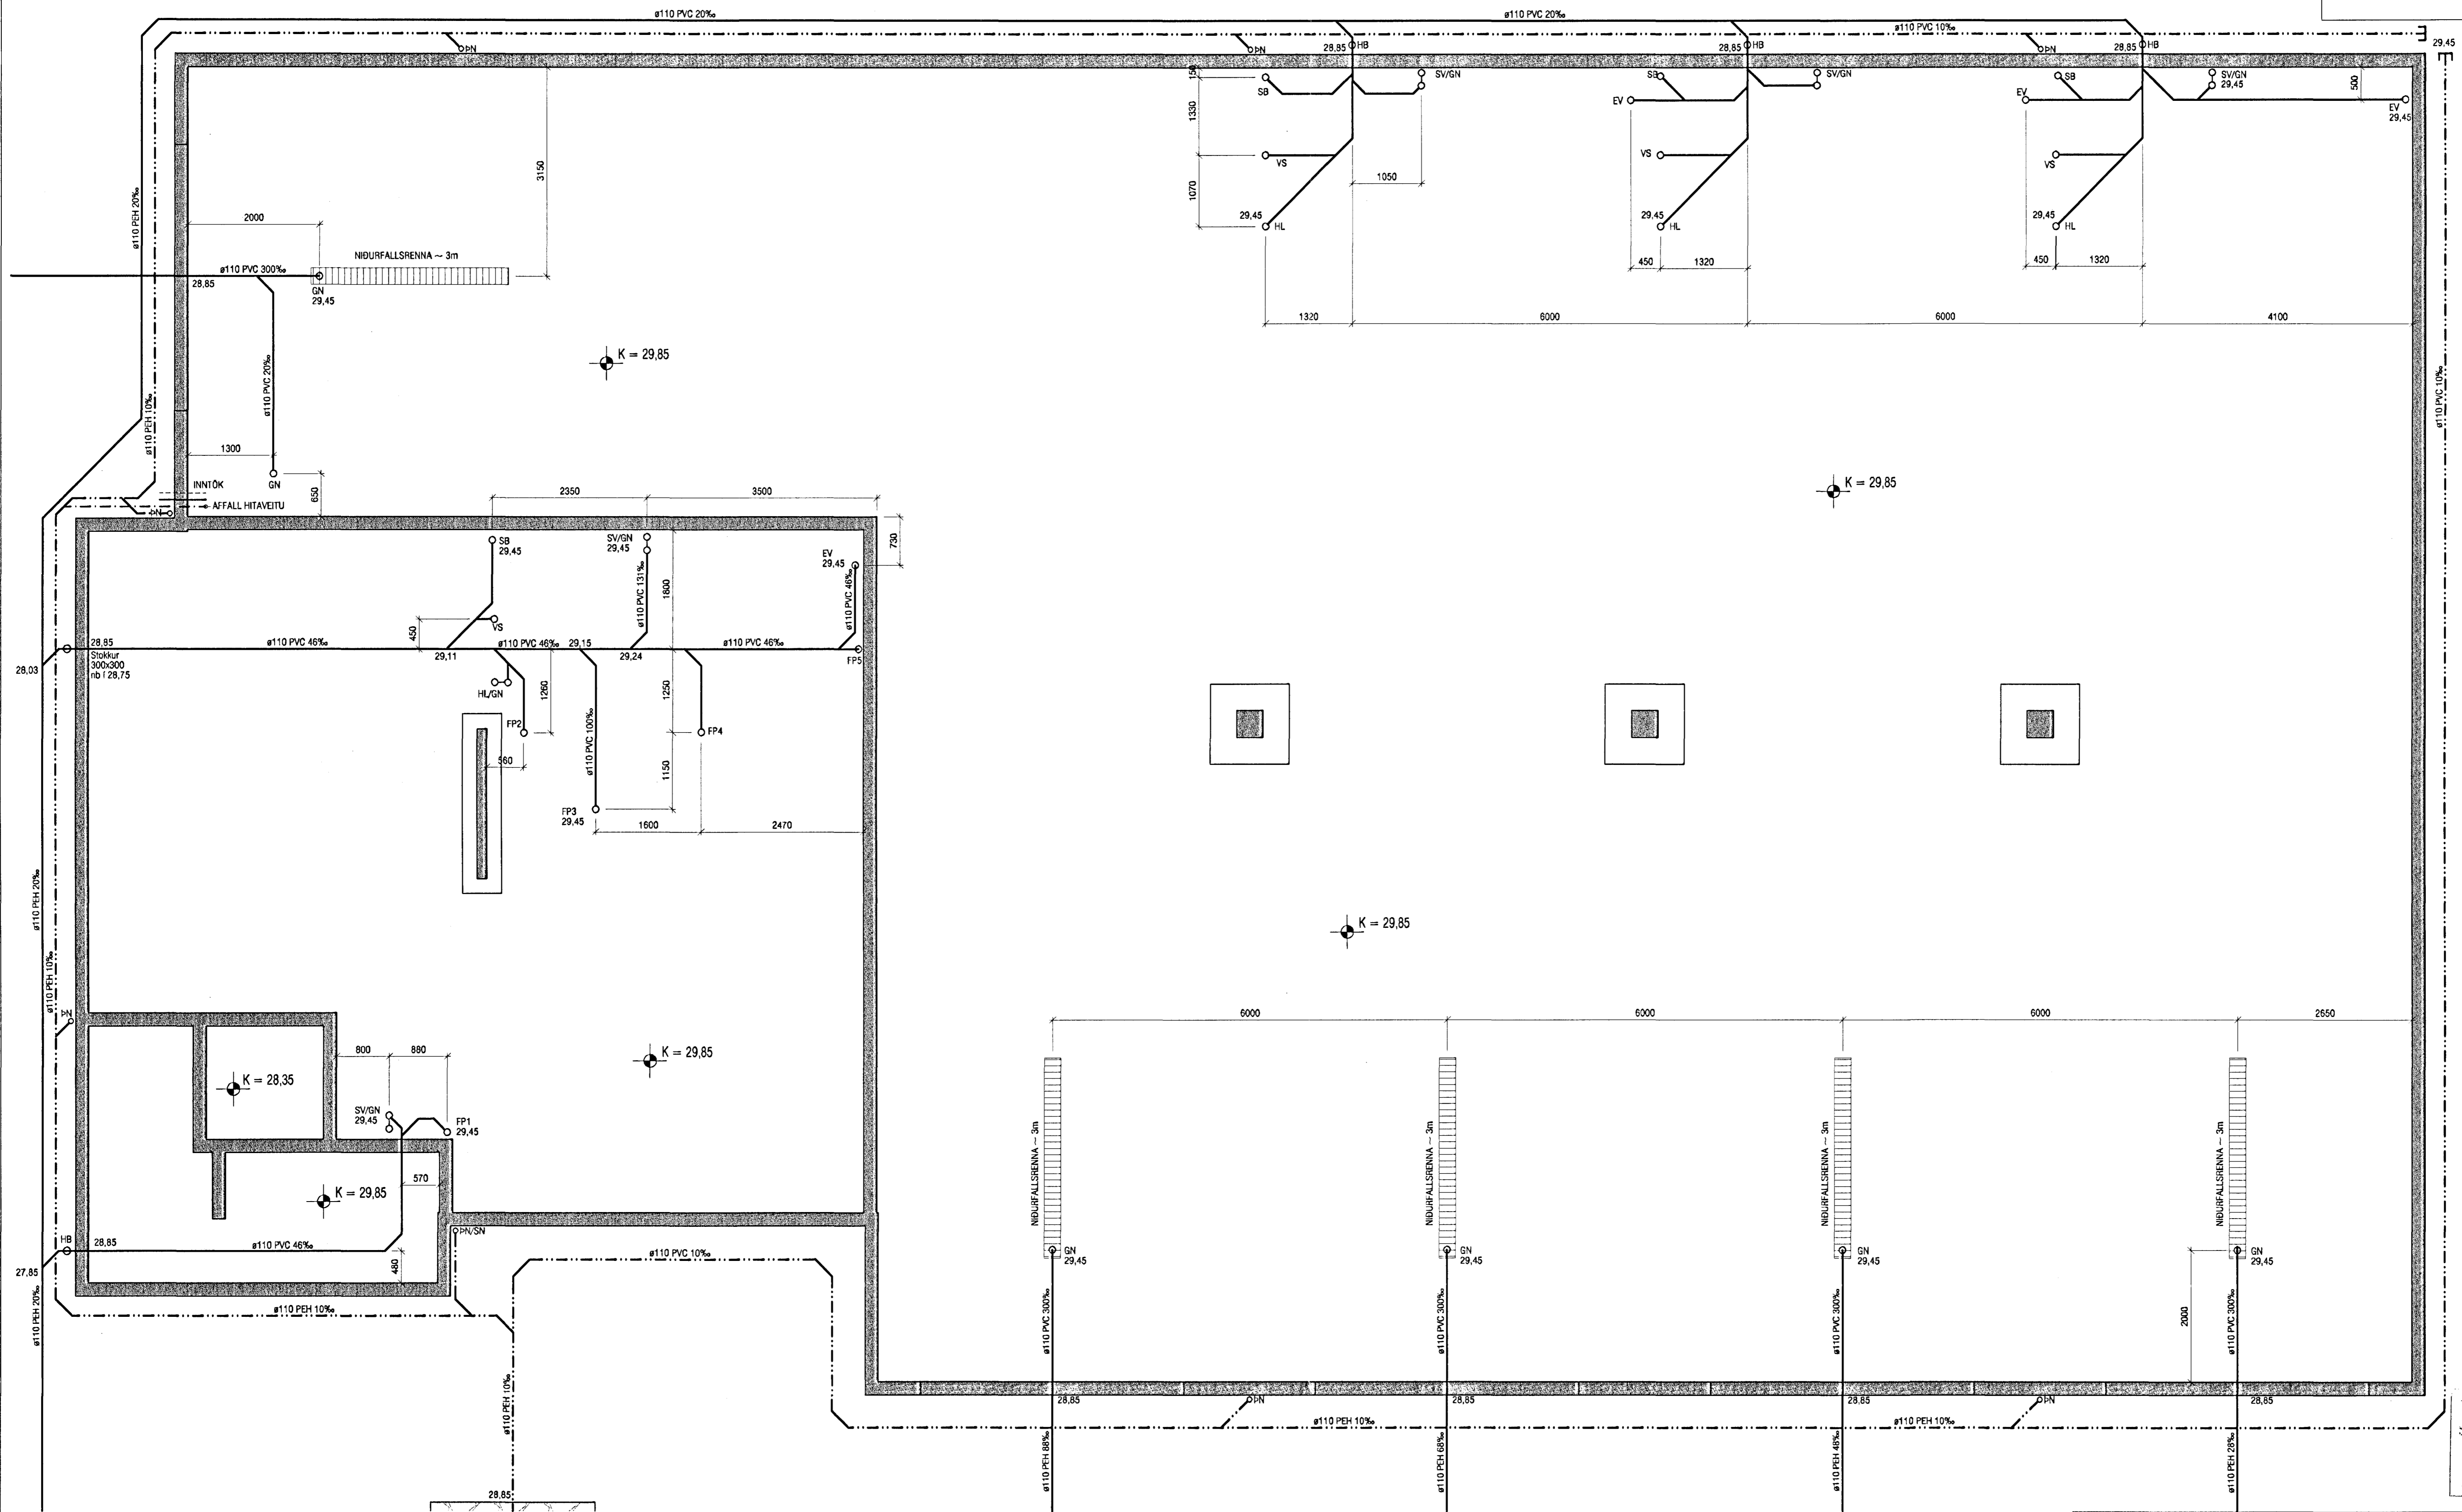 ø110 PVC 20‰
ø110 PVC 20‰
ø110 PVC 10‰
29,45
ÞN
ÞN
28,85
HB
28,85
HB
ÞN
28,85
HB
150
SB
SV/GN
SB
SV/GN
SB
SV/GN
29,45
500
EV
EV
EV
29,45
1330
3150
VS
VS
VS
1070
1050
ø110 PEH 20‰
2000
29,45
HL
29,45
HL
29,45
HL
NIÐURFALLSRENNA ~ 3m
ø110 PVC 300‰
28,85
GN
29,45
450
1320
450
1320
1320
6000
6000
4100
K = 29,85
ø110 PVC 20‰
ø110 PEH 10‰
ø110 PVC 10‰
1300
GN
650
INNTÖK
AFFALL HITAVEITU
ÞN
2350
3500
K = 29,85
730
SB
29,45
SV/GN
29,45
EV
29,45
ø110 PVC 131‰
1600
ø110 PVC 46‰
450
VS
28,85
Stokkur
300x300
nb í 28,75
ø110 PVC 46‰
ø110 PVC 46‰
29,15
ø110 PVC 46‰
29,11
29,24
FP5
28,03
HL/GN
1260
1250
FP2
FP4
560
ø110 PVC 100‰
1150
FP3
29,45
1600
2470
ø110 PEH 20‰
ø110 PEH 10‰
K = 29,85
ÞN
6000
6000
6000
2650
800
880
K = 29,85
K = 28,35
SV/GN
29,45
FP1
29,45
570
K = 29,85
NIÐURFALLSRENNA ~ 3m
NIÐURFALLSRENNA ~ 3m
NIÐURFALLSRENNA ~ 3m
NIÐURFALLSRENNA ~ 3m
HB
28,85
ø110 PVC 46‰
480
ÞN/SN
ø110 PVC 10‰
GN
29,45
GN
29,45
GN
29,45
GN
29,45
27,85
ø110 PEH 20‰
ø110 PEH 10‰
ø110 PVC 300‰
ø110 PVC 300‰
ø110 PVC 300‰
2000
ø110 PVC 300‰
ø110 PEH 10‰
28,85
ÞN
28,85
28,85
ÞN
28,85
ø110 PEH 10‰
ø110 PEH 10‰
ø110 PEH 88‰
ø110 PEH 68‰
ø110 PEH 48‰
ø110 PEH 28‰
28,85